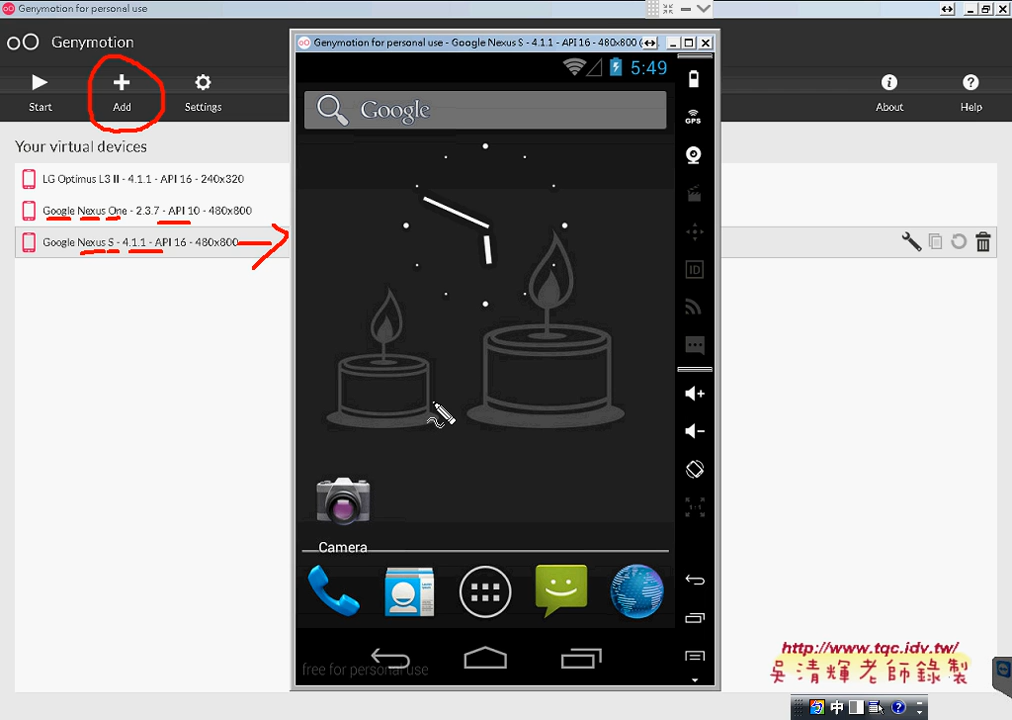 Genymotion for personal use
Genymotion
Start
Add
Settings
About
Help
Your virtual devices
LG Optimus L3 II - 4.1.1 - API 16 - 240x320
Google Nexus One - 2.3.7 - API 10 - 480x800
Google Nexus S - 4.1.1 - API 16 - 480x800
Genymotion for personal use - Google Nexus S - 4.1.1 - API 16 - 480x800 (
5:49
Google
GPS
ID
1:1
Camera
free for personal use
http://www.tqc.idv.tw/
吳清輝老師錄製
中